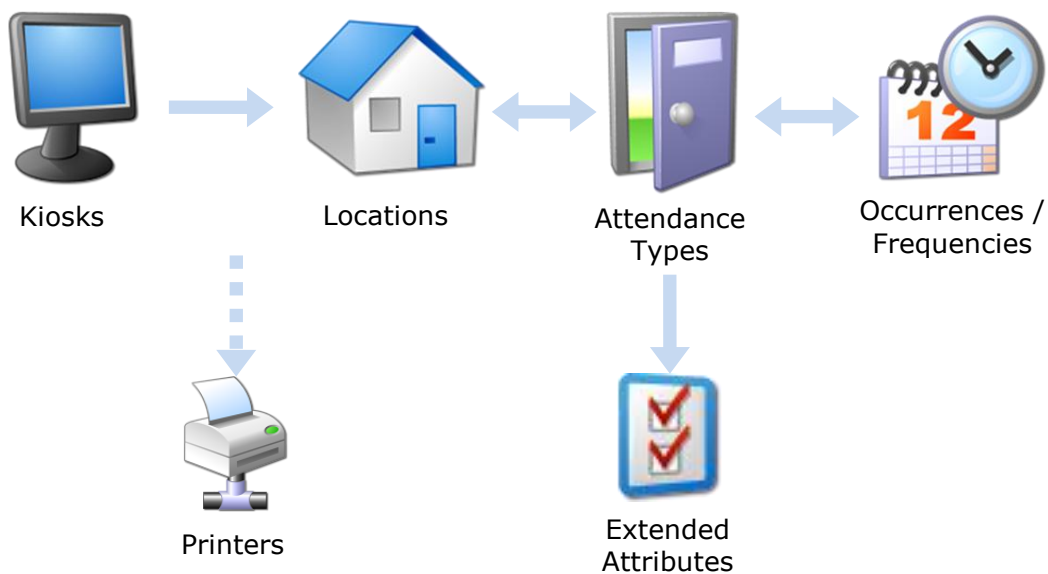 12
Kiosks
Locations
Attendance
Types
Occurrences /
Frequencies
Printers
Extended
Attributes